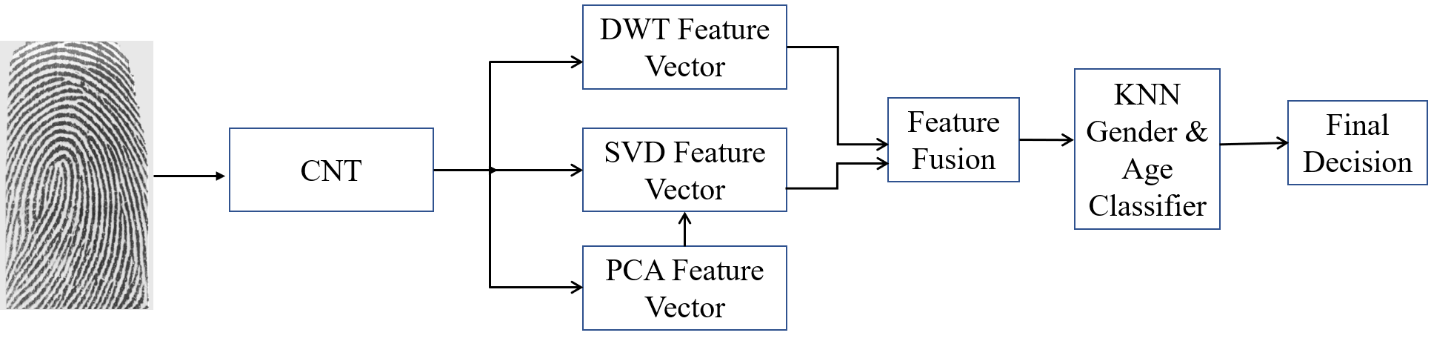 CNT
DWT Feature
Vector
SVD Feature
Vector
PCA Feature
Vector
Feature
Fusion
KNN
Gender &
Age
Classifier
Final
Decision